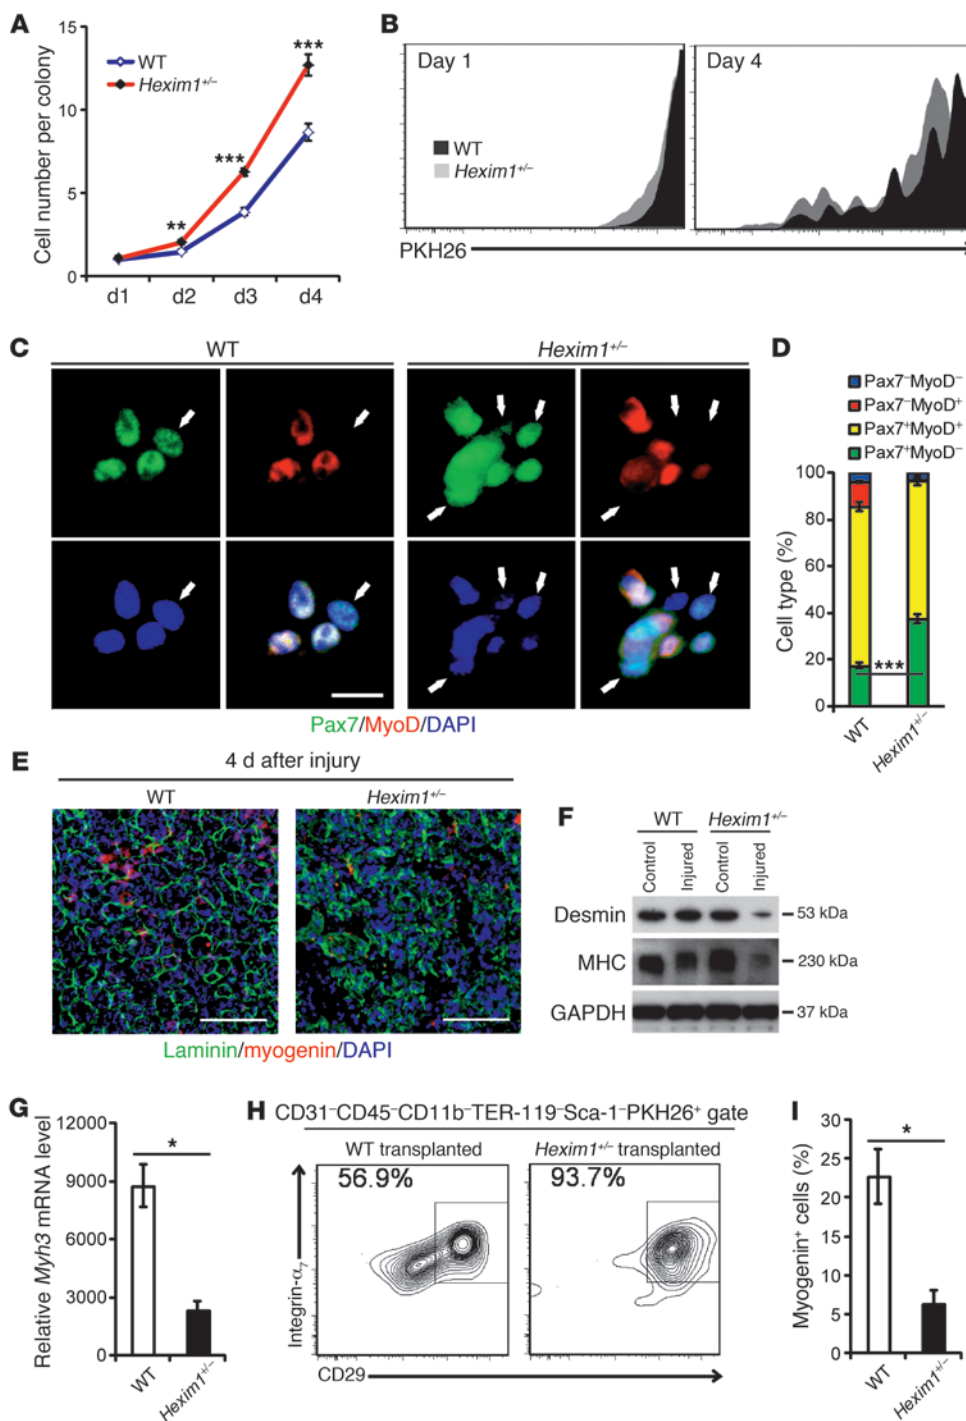 A
Cell number per colony
15
10
5
0
WT
Hexim1+/–
**
***
***
d1 d2 d3 d4
B
Day 1
Day 4
WT
Hexim1+/–
PKH26
C
WT
Hexim1+/–
Pax7/MyoD/DAPI
D
Pax7–MyoD–
Pax7–MyoD+
Pax7+MyoD+
Pax7+MyoD–
Cell type (%)
100
80
60
40
20
0
***
WT
Hexim1+/–
E
4 d after injury
WT
Hexim1+/–
Laminin/myogenin/DAPI
F
WT
Hexim1+/–
Control
Injured
Control
Injured
Desmin
53 kDa
MHC
230 kDa
GAPDH
37 kDa
G
Relative Myh3 mRNA level
12000
9000
6000
3000
0
*
WT
Hexim1+/–
H
CD31–CD45–CD11b–TER-119–Sca-1–PKH26+ gate
WT transplanted
Hexim1+/– transplanted
56.9%
93.7%
Integrin-α7
CD29
I
Myogenin+ cells (%)
30
25
20
15
10
5
0
*
WT
Hexim1+/–